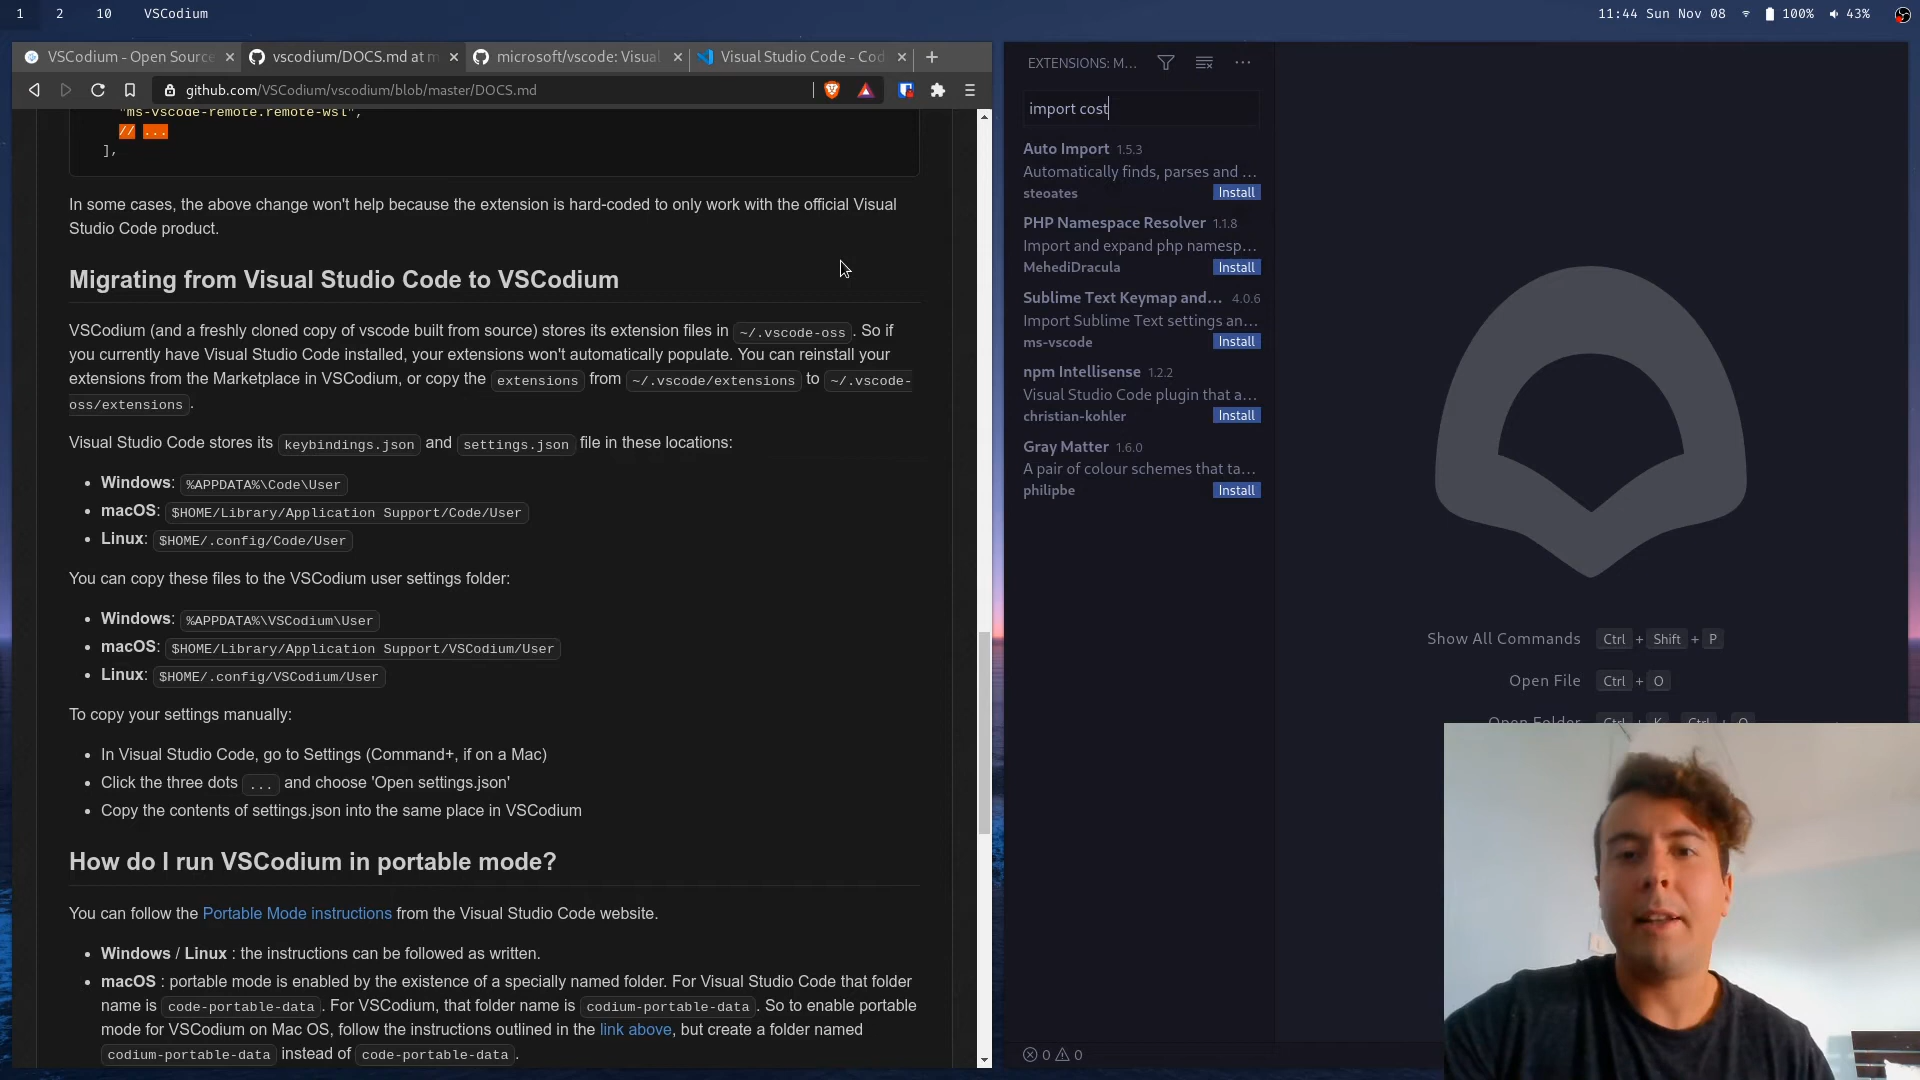 1 2 10 VSCodium
11:44 Sun Nov 08 100% 43%
VSCodium - Open Source
vscodium/DOCS.md at m
microsoft/vscode: Visual
Visual Studio Code - Cod
github.com/VSCodium/vscodium/blob/master/DOCS.md
"ms-vscode-remote.remote-wsl",
// ...
],
In some cases, the above change won't help because the extension is hard-coded to only work with the official Visual
Studio Code product.
Migrating from Visual Studio Code to VSCodium
VSCodium (and a freshly cloned copy of vscode built from source) stores its extension files in ~/.vscode-oss. So if
you currently have Visual Studio Code installed, your extensions won't automatically populate. You can reinstall your
extensions from the Marketplace in VSCodium, or copy the extensions from ~/.vscode/extensions to ~/.vscode-
oss/extensions.
Visual Studio Code stores its keybindings.json and settings.json file in these locations:
• Windows: %APPDATA%\Code\User
• macOS: $HOME/Library/Application Support/Code/User
• Linux: $HOME/.config/Code/User
You can copy these files to the VSCodium user settings folder:
• Windows: %APPDATA%\VSCodium\User
• macOS: $HOME/Library/Application Support/VSCodium/User
• Linux: $HOME/.config/VSCodium/User
To copy your settings manually:
• In Visual Studio Code, go to Settings (Command+, if on a Mac)
• Click the three dots ... and choose 'Open settings.json'
• Copy the contents of settings.json into the same place in VSCodium
How do I run VSCodium in portable mode?
You can follow the Portable Mode instructions from the Visual Studio Code website.
• Windows / Linux : the instructions can be followed as written.
• macOS : portable mode is enabled by the existence of a specially named folder. For Visual Studio Code that folder
name is code-portable-data. For VSCodium, that folder name is codium-portable-data. So to enable portable
mode for VSCodium on Mac OS, follow the instructions outlined in the link above, but create a folder named
codium-portable-data instead of code-portable-data.
EXTENSIONS: M...
import cost
Auto Import 1.5.3
Automatically finds, parses and ...
steoates Install
PHP Namespace Resolver 1.1.8
Import and expand php namesp...
MehediDracula Install
Sublime Text Keymap and... 4.0.6
Import Sublime Text settings an...
ms-vscode Install
npm Intellisense 1.2.2
Visual Studio Code plugin that a...
christian-kohler Install
Gray Matter 1.6.0
A pair of colour schemes that ta...
philipbe Install
0 0
Show All Commands Ctrl + Shift + P
Open File Ctrl + O
Open Folder Ctrl + K Ctrl + O